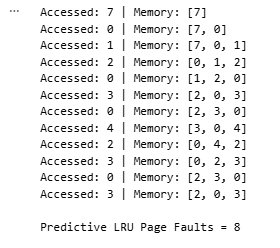 ...
Accessed: 7 | Memory: [7]
Accessed: 0 | Memory: [7, 0]
Accessed: 1 | Memory: [7, 0, 1]
Accessed: 2 | Memory: [0, 1, 2]
Accessed: 0 | Memory: [1, 2, 0]
Accessed: 3 | Memory: [2, 0, 3]
Accessed: 0 | Memory: [2, 3, 0]
Accessed: 4 | Memory: [3, 0, 4]
Accessed: 2 | Memory: [0, 4, 2]
Accessed: 3 | Memory: [0, 2, 3]
Accessed: 0 | Memory: [2, 3, 0]
Accessed: 3 | Memory: [2, 0, 3]
Predictive LRU Page Faults = 8